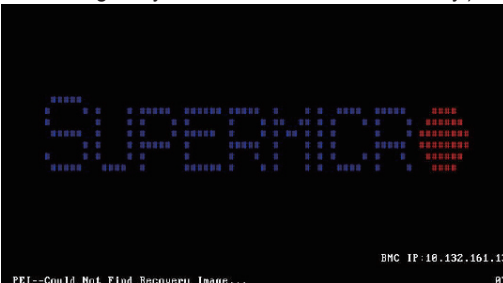 SUPERMICR
BMC IP:10.132.161.1
PEI--Could Not Find Recovery Image...